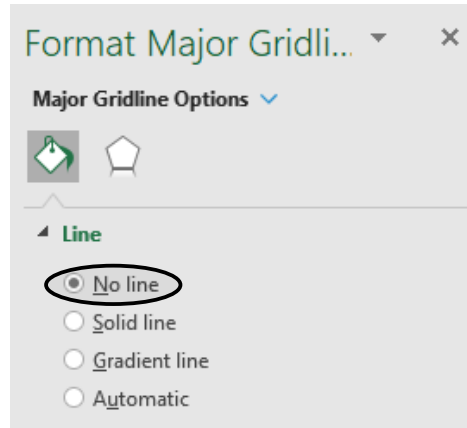 Format Major Gridli...
Major Gridline Options
Line
No line
Solid line
Gradient line
Automatic